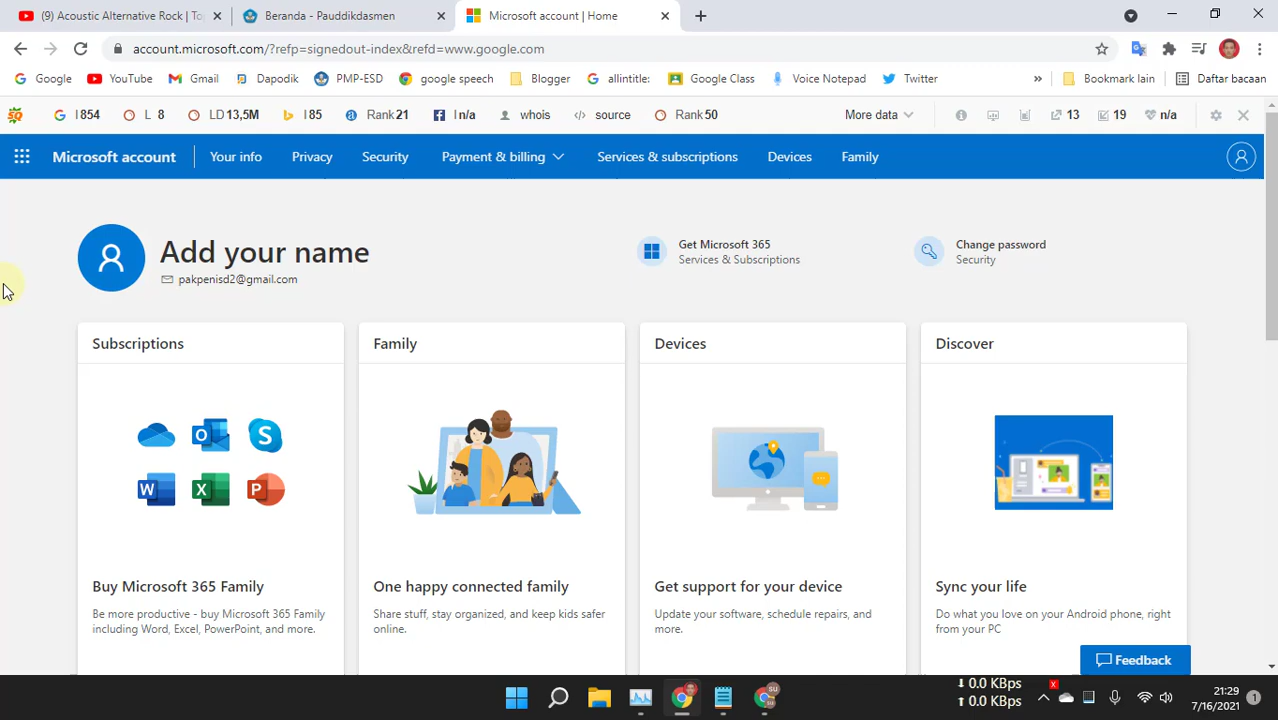 (9) Acoustic Alternative Rock | Top
Beranda - Pauddikdasmen
Microsoft account | Home
account.microsoft.com/?refp=signedout-index&refd=www.google.com
Google
YouTube
Gmail
Dapodik
PMP-ESD
google speech
Blogger
allintitle:
Google Class
Voice Notepad
Twitter
»
Bookmark lain
Daftar bacaan
SQ
I 854
L 8
LD 13,5M
I 85
Rank 21
I n/a
whois
source
Rank 50
More data
13
19
n/a
Microsoft account
Your info
Privacy
Security
Payment & billing
Services & subscriptions
Devices
Family
Add your name
pakpenisd2@gmail.com
Get Microsoft 365
Services & Subscriptions
Change password
Security
Subscriptions
Family
Devices
Discover
Buy Microsoft 365 Family
Be more productive - buy Microsoft 365 Family
including Word, Excel, PowerPoint, and more.
One happy connected family
Share stuff, stay organized, and keep kids safer
online.
Get support for your device
Update your software, schedule repairs, and
more.
Sync your life
Do what you love on your Android phone, right
from your PC
Feedback
0.0 KBps
0.0 KBps
21:29
7/16/2021
1